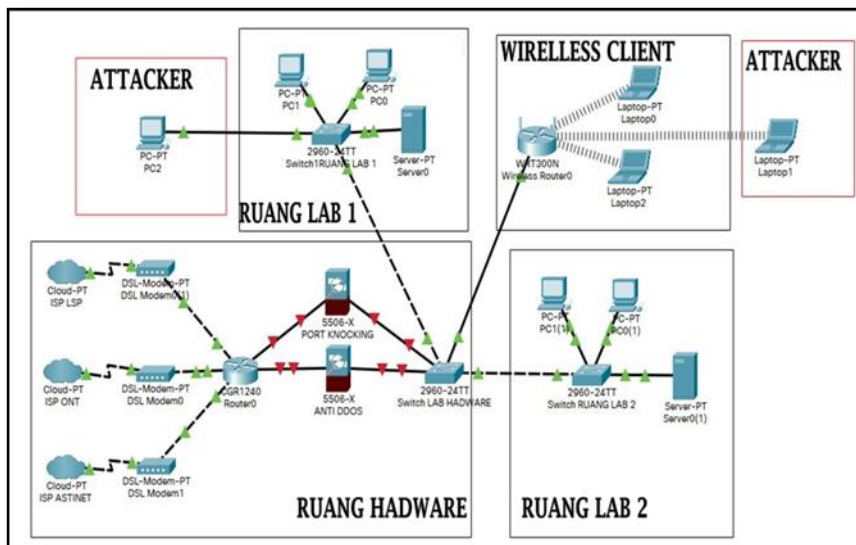 ATTACKER
PC-PT
PC2
PC-PT
PC1
PC-PT
PC0
2960-24TT
Switch1RUANG LAB 1
Server-PT
Server0
RUANG LAB 1
WIRELESS CLIENT
WRT300N
Wireless Router0
Laptop-PT
Laptop0
Laptop-PT
Laptop2
ATTACKER
Laptop-PT
Laptop1
Cloud-PT
ISP LSP
DSL-Modem-PT
DSL Modem0(1)
Cloud-PT
ISP ONT
DSL-Modem-PT
DSL Modem0
Cloud-PT
ISP ASTINET
DSL-Modem-PT
DSL Modem1
CGR1240
Router0
5506-X
PORT KNOCKING
5506-X
ANTI DDOS
2960-24TT
Switch LAB HADWARE
RUANG HADWARE
PC-PT
PC1(1)
PC-PT
PC0(1)
2960-24TT
Switch RUANG LAB 2
Server-PT
Server0(1)
RUANG LAB 2